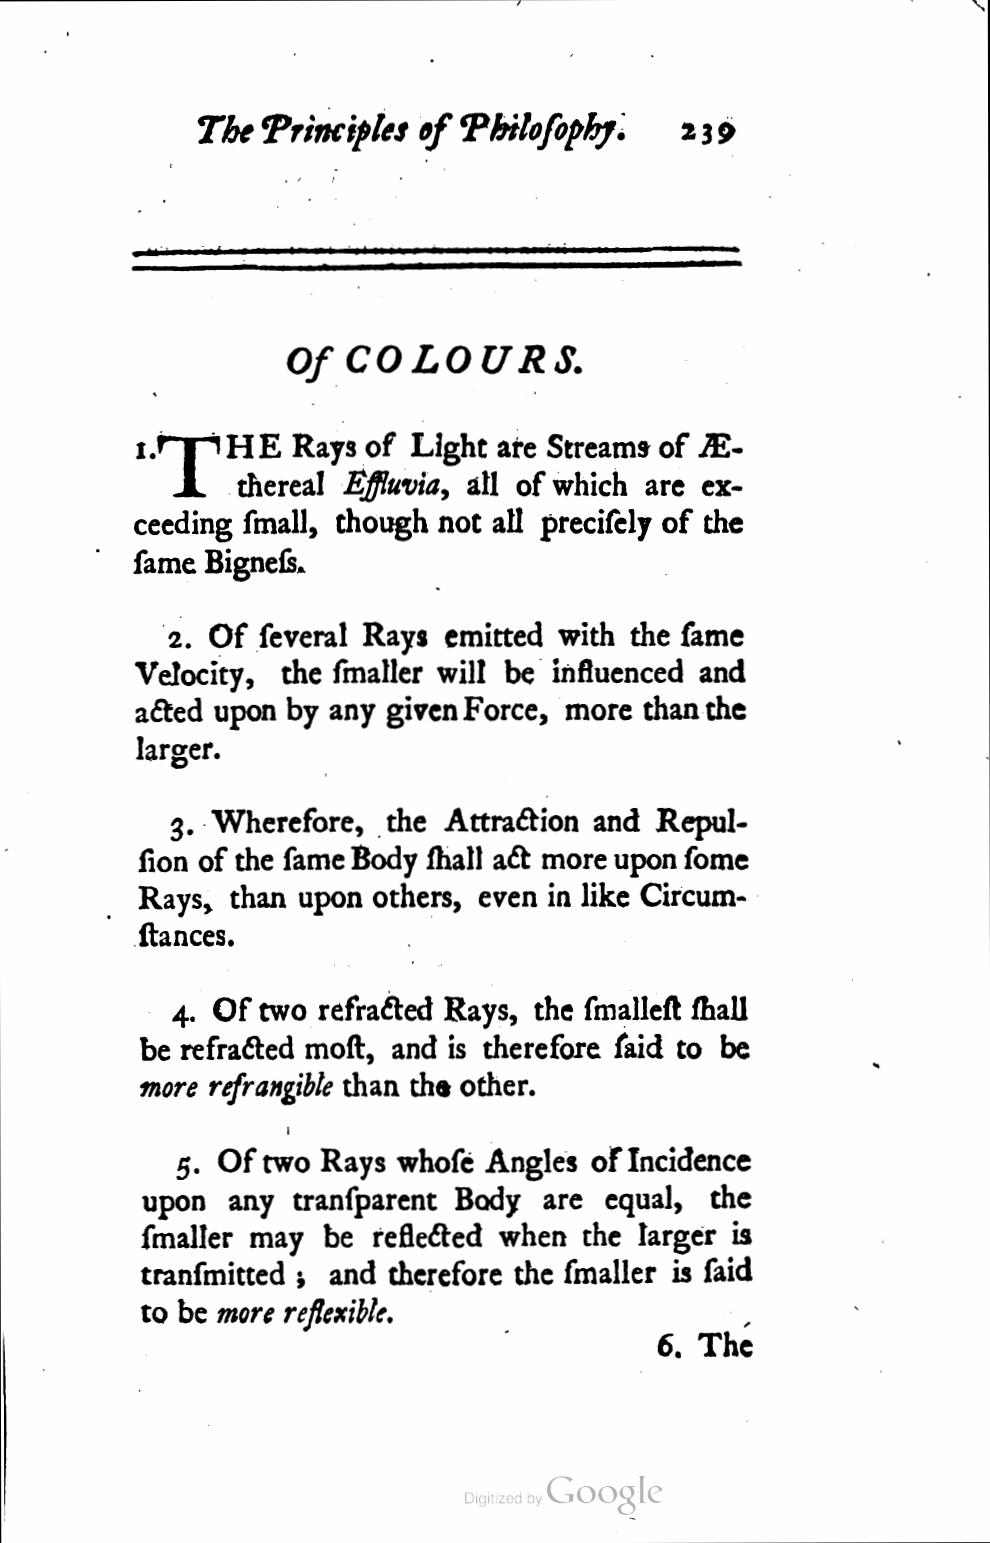 The Principles of Philoſophy. 239
Of COLOURS.
1. THE Rays of Light are Streams of Æ-
thereal Effluvia, all of which are ex-
ceeding ſmall, though not all preciſely of the
ſame Bigneſs.
2. Of ſeveral Rays emitted with the ſame
Velocity, the ſmaller will be influenced and
acted upon by any given Force, more than the
larger.
3. Wherefore, the Attraction and Repul-
ſion of the ſame Body ſhall act more upon ſome
Rays, than upon others, even in like Circum-
ſtances.
4. Of two refracted Rays, the ſmalleſt ſhall
be refracted moſt, and is therefore ſaid to be
more refrangible than the other.
5. Of two Rays whoſe Angles of Incidence
upon any tranſparent Body are equal, the
ſmaller may be reflected when the larger is
tranſmitted ; and therefore the ſmaller is ſaid
to be more reflexible.
6. The
Digitized by Google